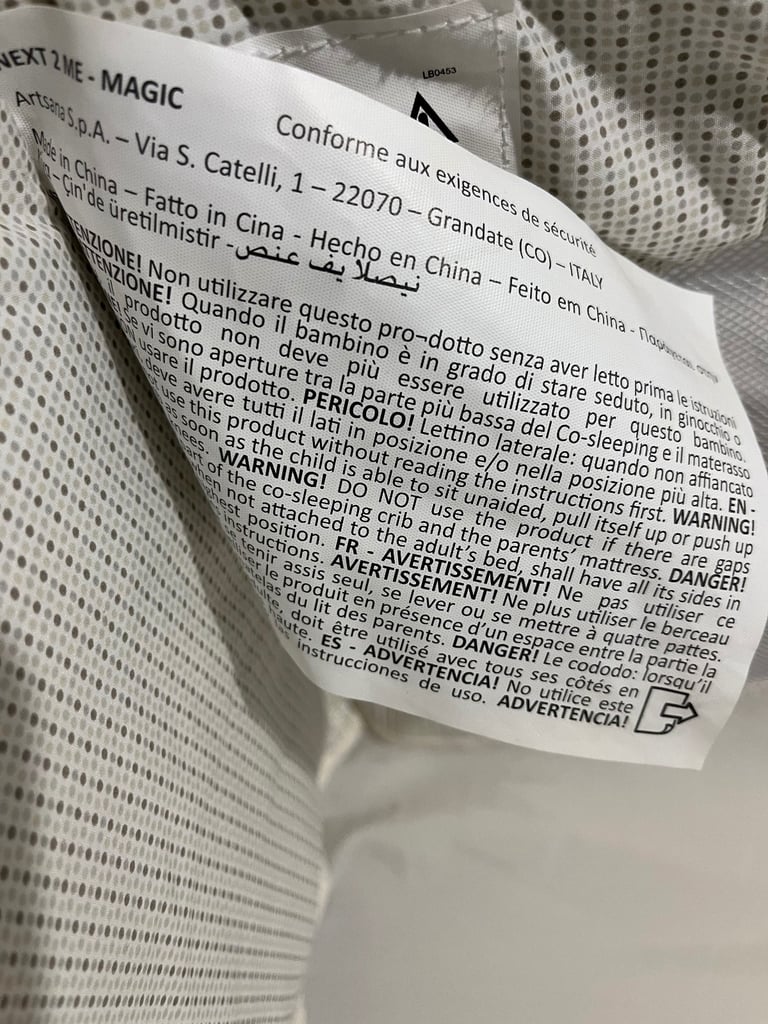 LB0453
NEXT 2 ME - MAGIC
Conforme aux exigences de sécurité
Artsana S.p.A. – Via S. Catelli, 1 – 22070 – Grandate (CO) – ITALY
Made in China – Fatto in Cina - Hecho en China – Feito em China -
– Çin'de üretilmistir - نيصلا يف عنص
ATTENZIONE! Non utilizzare questo pro-dotto senza aver letto prima le istruzioni
ATTENZIONE! Quando il bambino è in grado di stare seduto, in ginocchio o
il prodotto non deve più essere utilizzato per questo bambino.
Se vi sono aperture tra la parte più bassa del Co-sleeping e il materasso
usare il prodotto. PERICOLO! Lettino laterale: quando non affiancato
deve avere tutti il lati in posizione e/o nella posizione più alta. EN -
use this product without reading the instructions first. WARNING!
as soon as the child is able to sit unaided, pull itself up or push up
knees. WARNING! DO NOT use the product if there are gaps
part of the co-sleeping crib and the parents' mattress. DANGER!
when not attached to the adult's bed, shall have all its sides in
highest position. FR - AVERTISSEMENT! Ne pas utiliser ce
instructions. AVERTISSEMENT! Ne plus utiliser le berceau
tenir assis seul, se lever ou se mettre à quatre pattes.
le produit en présence d'un espace entre la partie la
matelas du lit des parents. DANGER! Le cododo: lorsqu'il
doit être utilisé avec tous ses côtés en
haute. ES - ADVERTENCIA! No utilice este
instrucciones de uso. ADVERTENCIA!